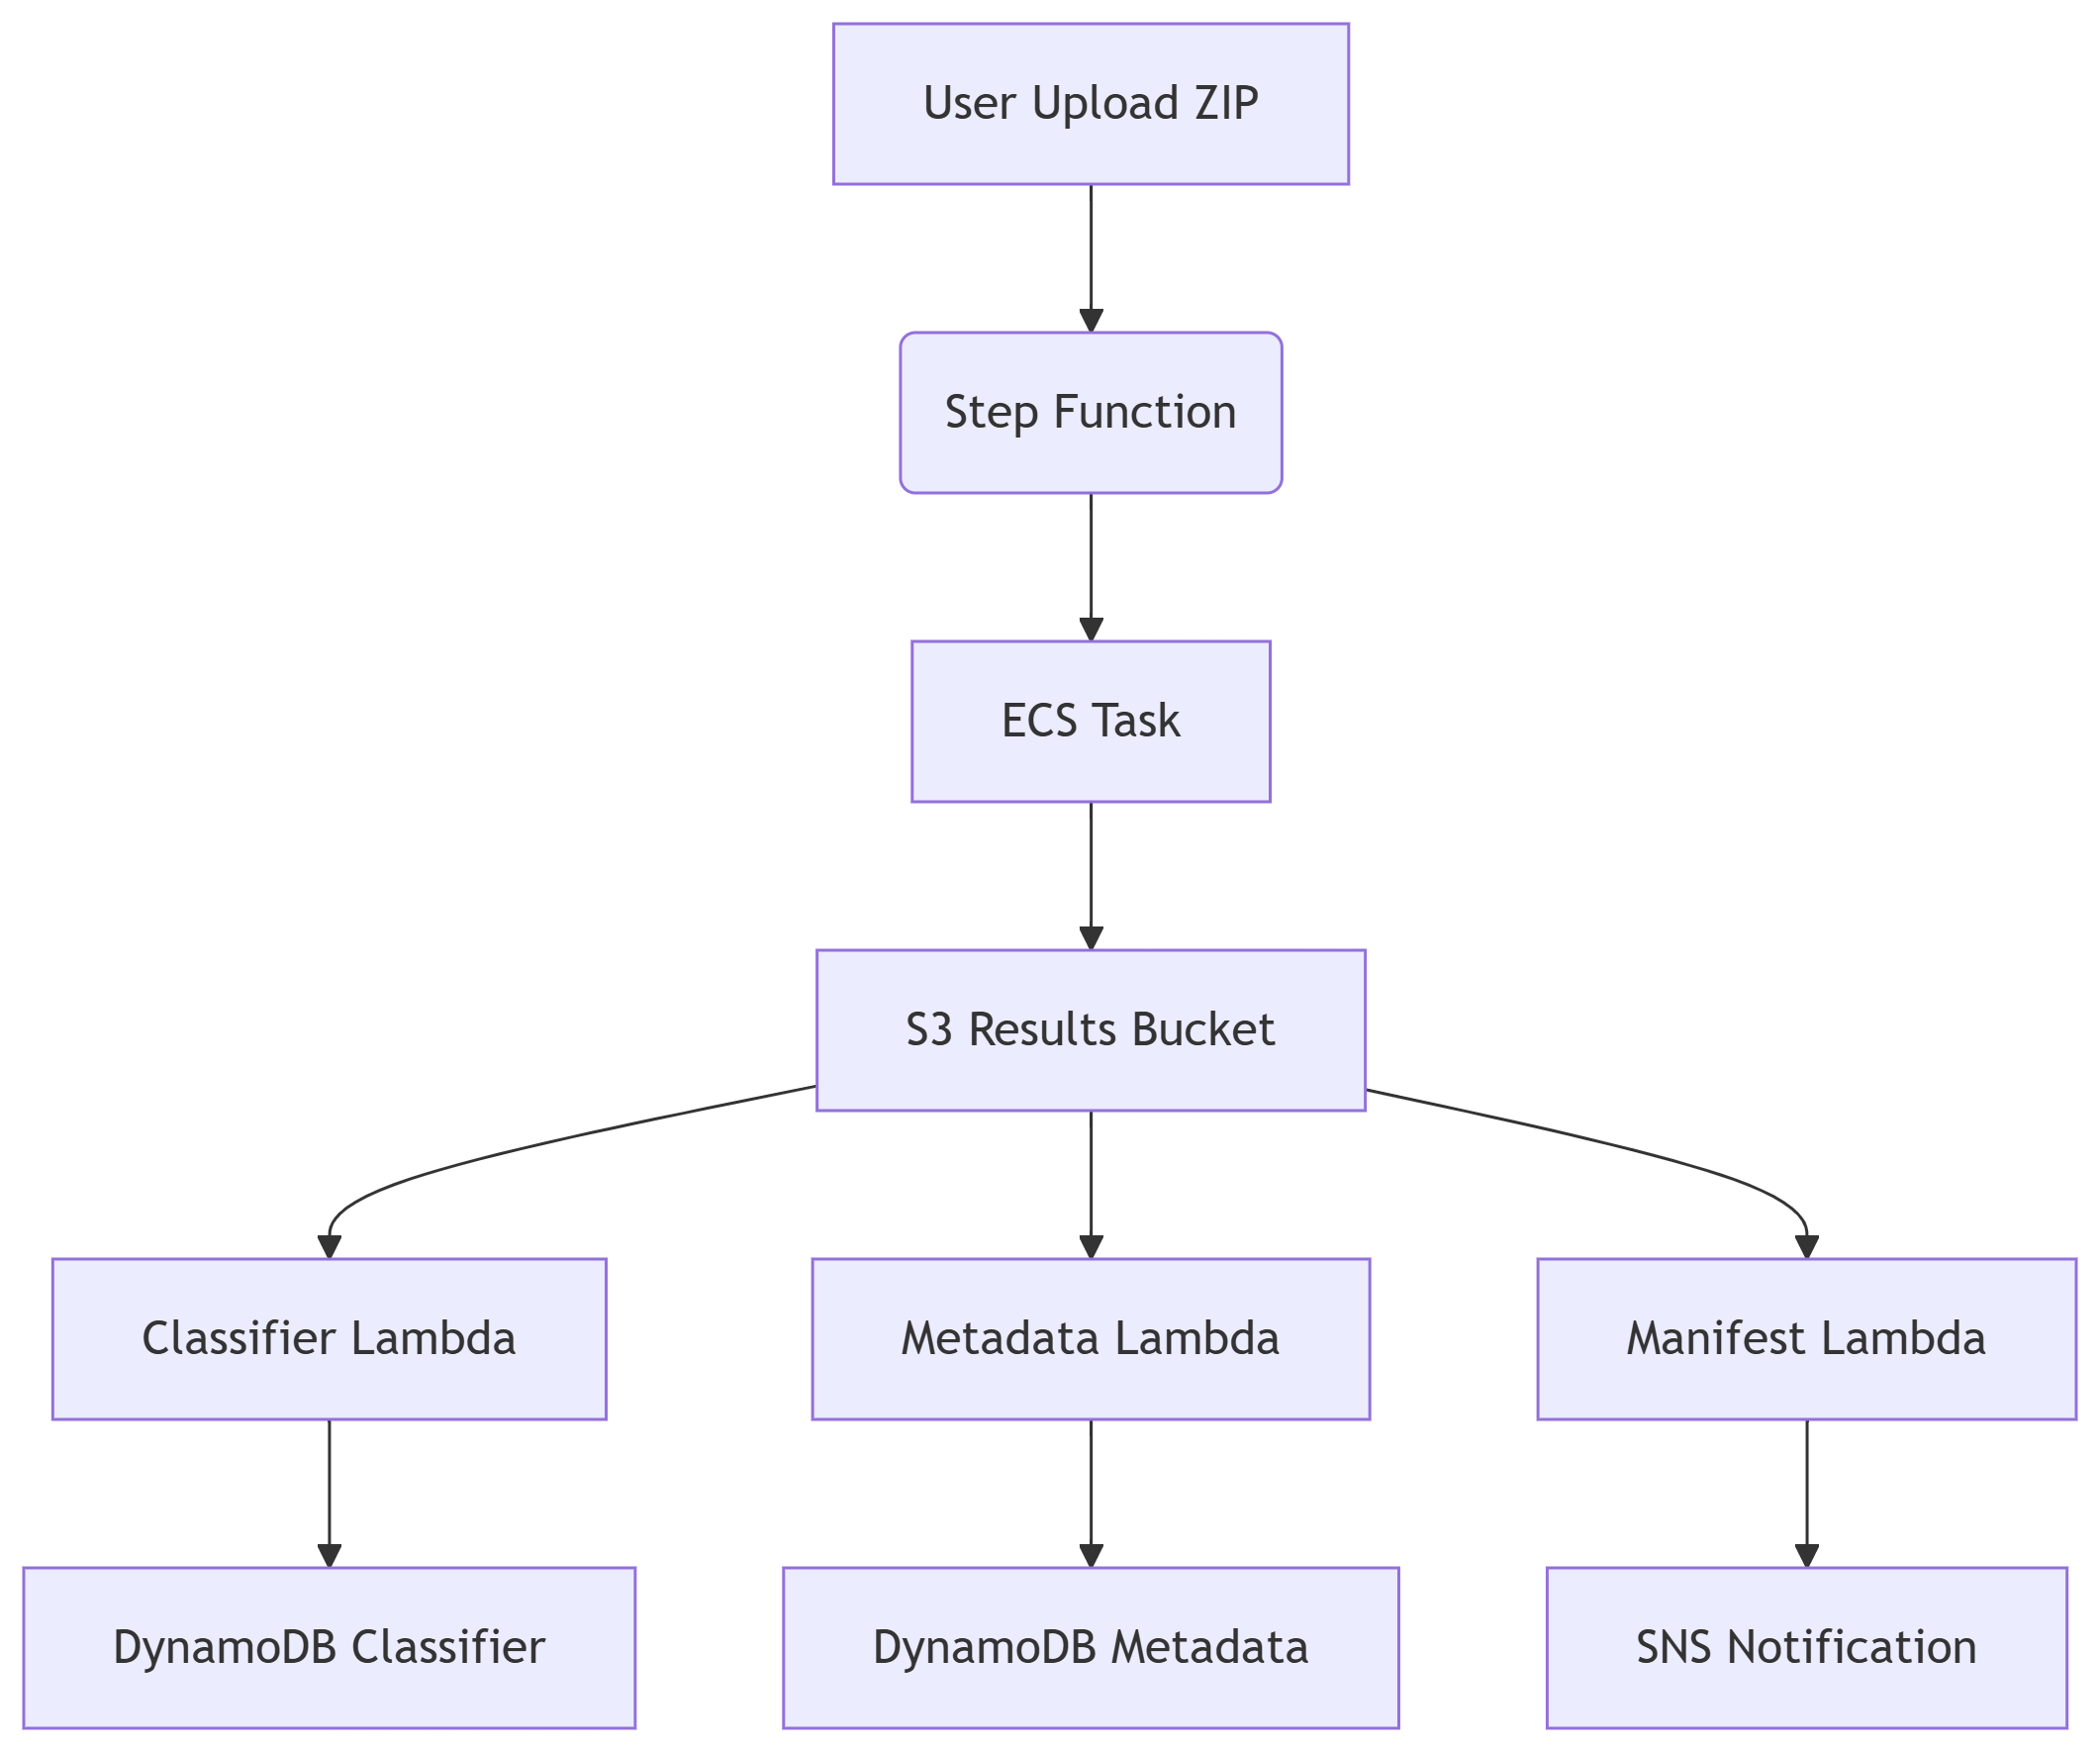 User Upload ZIP
Step Function
ECS Task
S3 Results Bucket
Classifier Lambda
Metadata Lambda
Manifest Lambda
DynamoDB Classifier
DynamoDB Metadata
SNS Notification